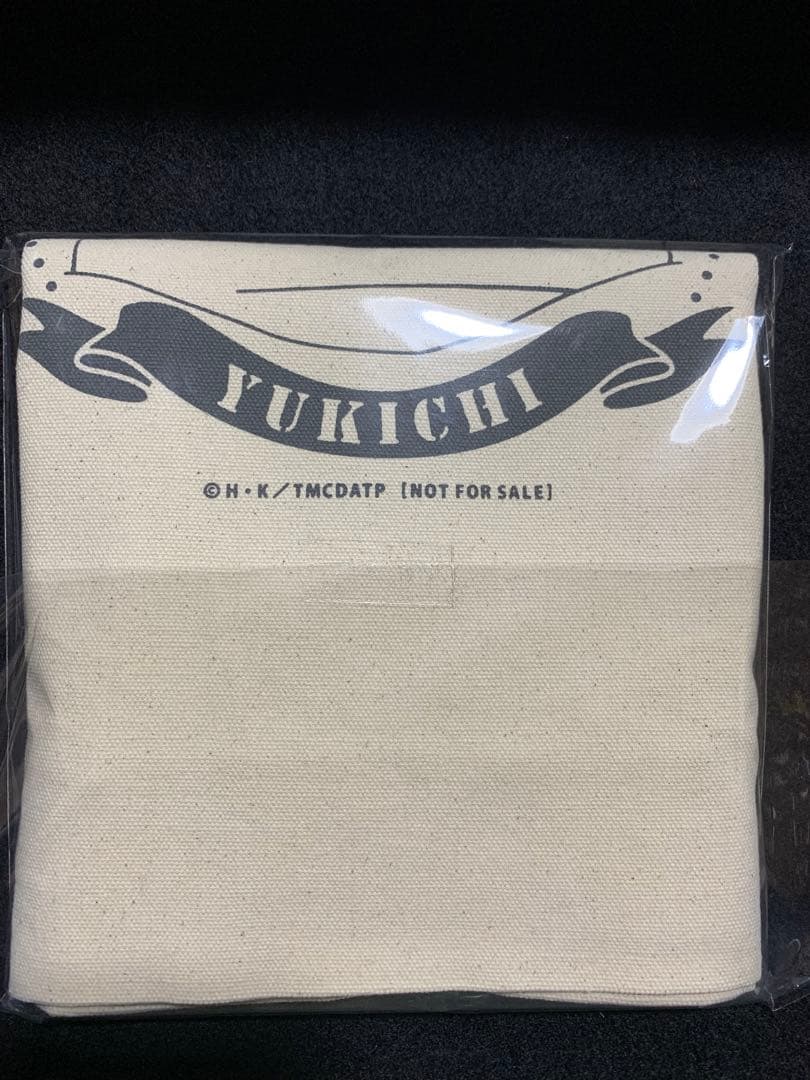 YUKICHI
©H・K／TMCDATP [NOT FOR SALE]